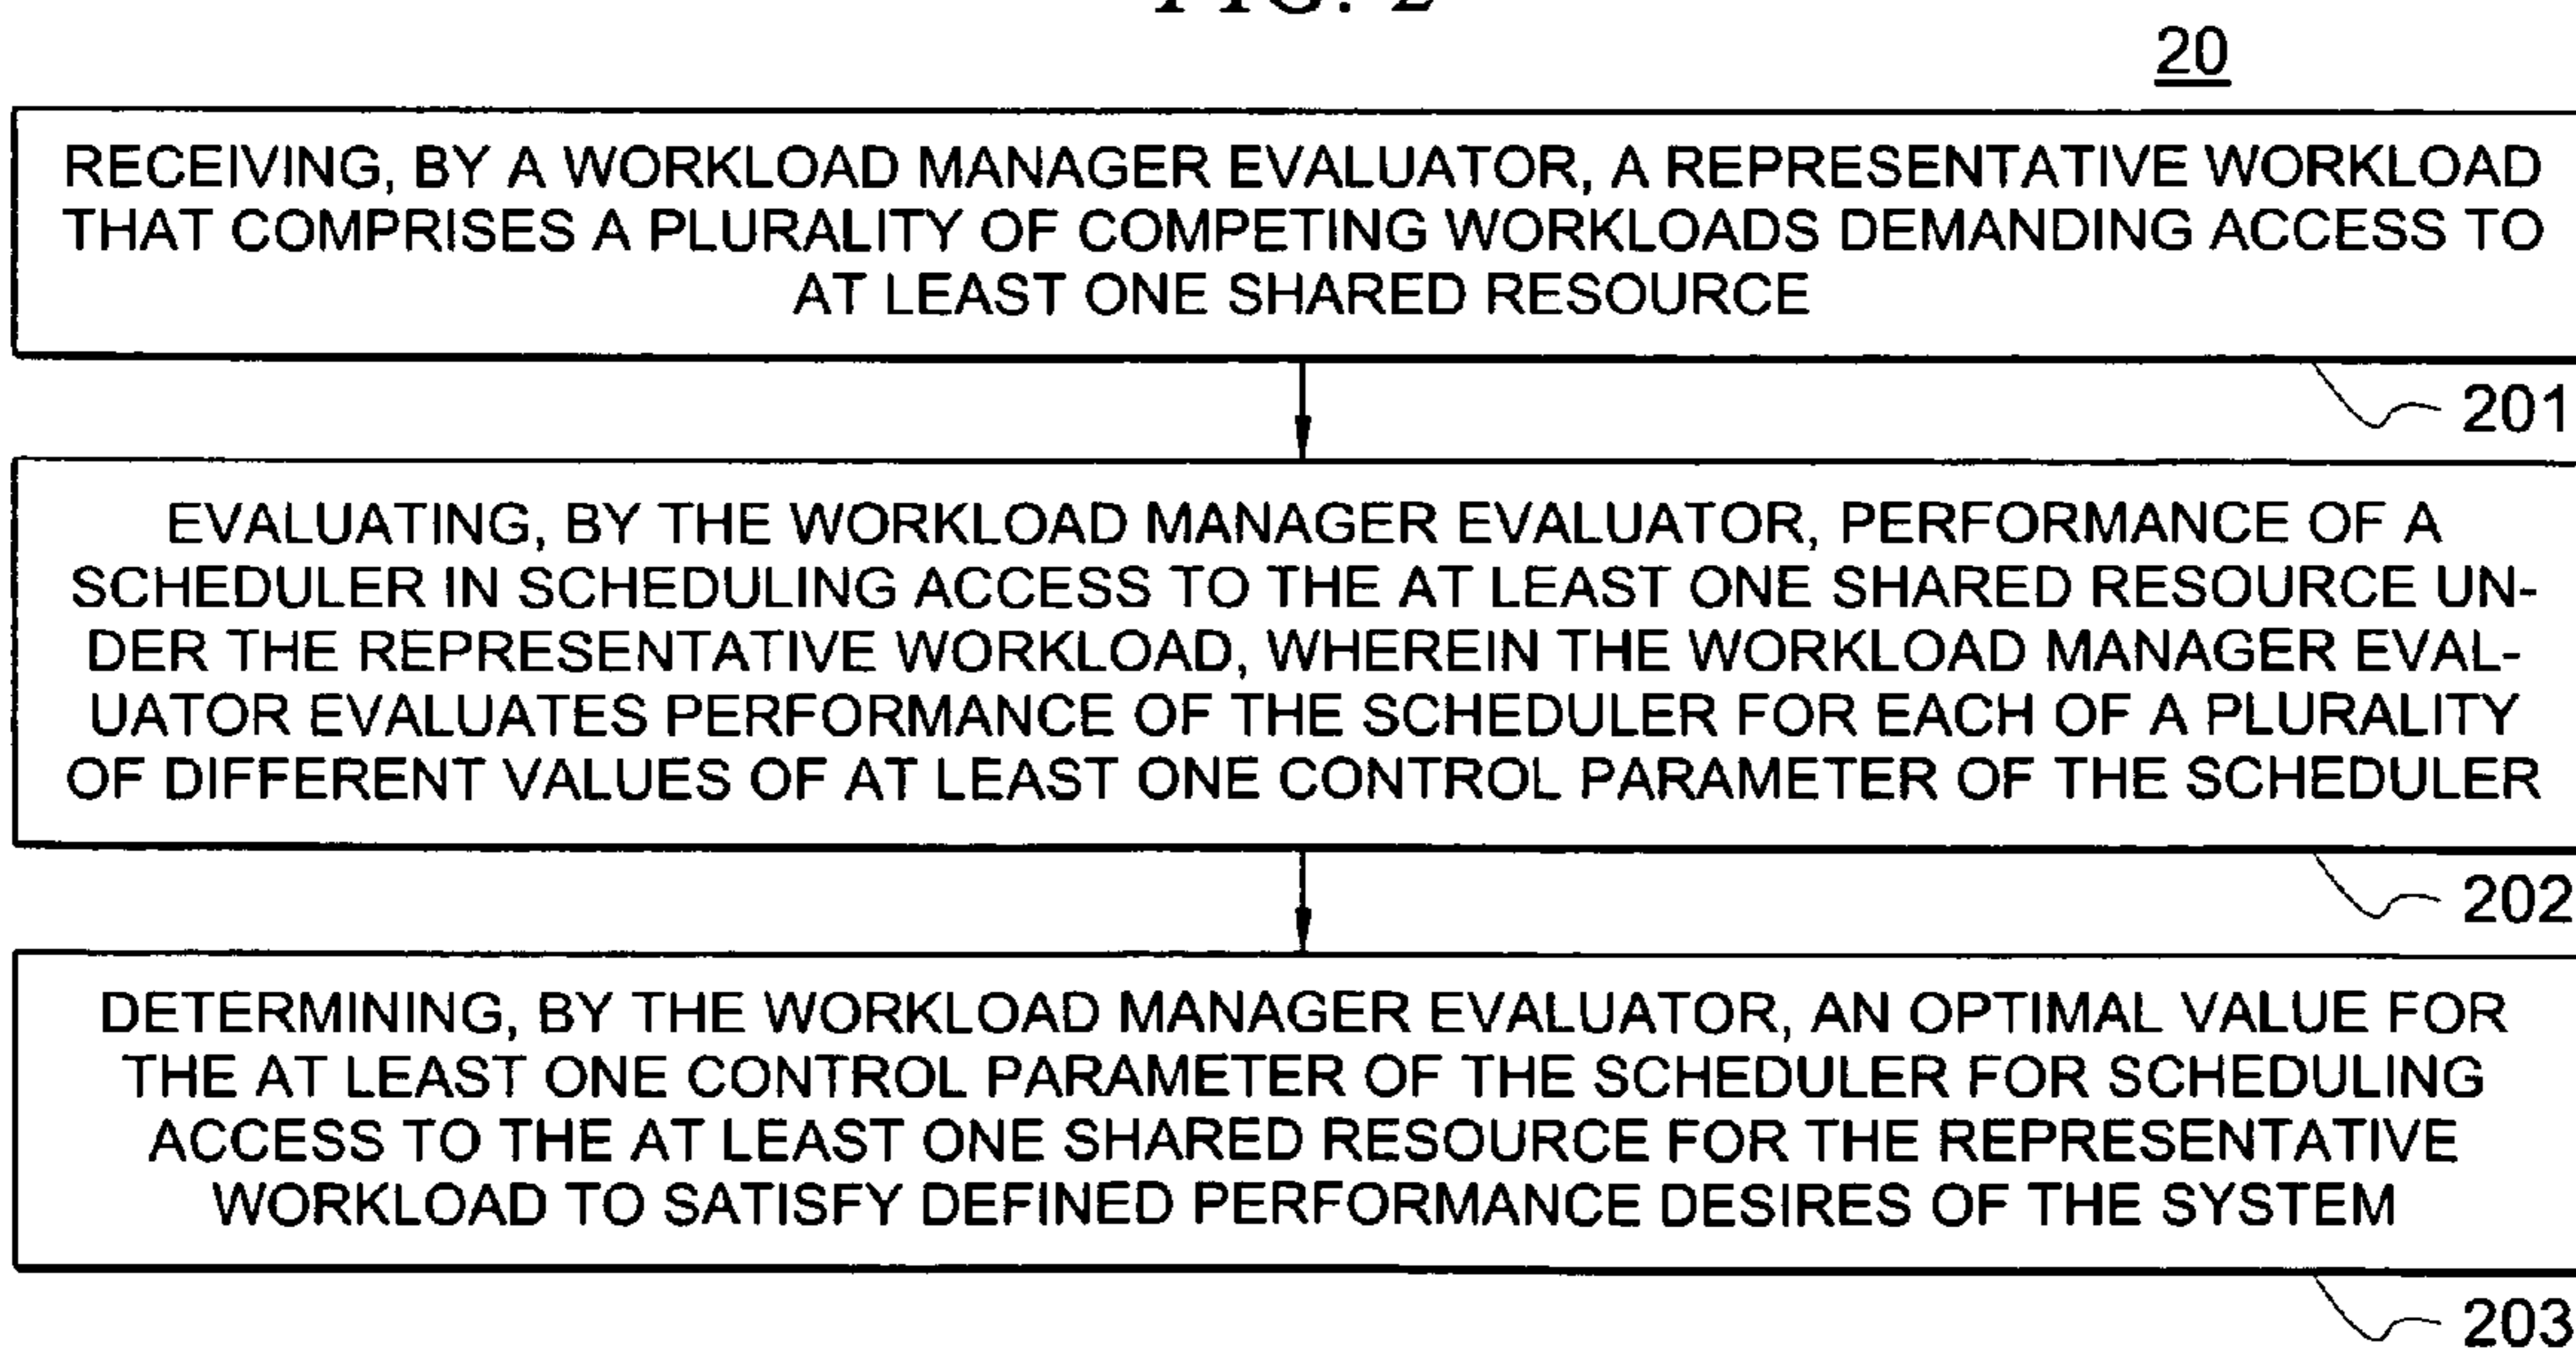 FIG. 2
20
RECEIVING, BY A WORKLOAD MANAGER EVALUATOR, A REPRESENTATIVE WORKLOAD
THAT COMPRISES A PLURALITY OF COMPETING WORKLOADS DEMANDING ACCESS TO
AT LEAST ONE SHARED RESOURCE
201
EVALUATING, BY THE WORKLOAD MANAGER EVALUATOR, PERFORMANCE OF A
SCHEDULER IN SCHEDULING ACCESS TO THE AT LEAST ONE SHARED RESOURCE UN-
DER THE REPRESENTATIVE WORKLOAD, WHEREIN THE WORKLOAD MANAGER EVAL-
UATOR EVALUATES PERFORMANCE OF THE SCHEDULER FOR EACH OF A PLURALITY
OF DIFFERENT VALUES OF AT LEAST ONE CONTROL PARAMETER OF THE SCHEDULER
202
DETERMINING, BY THE WORKLOAD MANAGER EVALUATOR, AN OPTIMAL VALUE FOR
THE AT LEAST ONE CONTROL PARAMETER OF THE SCHEDULER FOR SCHEDULING
ACCESS TO THE AT LEAST ONE SHARED RESOURCE FOR THE REPRESENTATIVE
WORKLOAD TO SATISFY DEFINED PERFORMANCE DESIRES OF THE SYSTEM
203